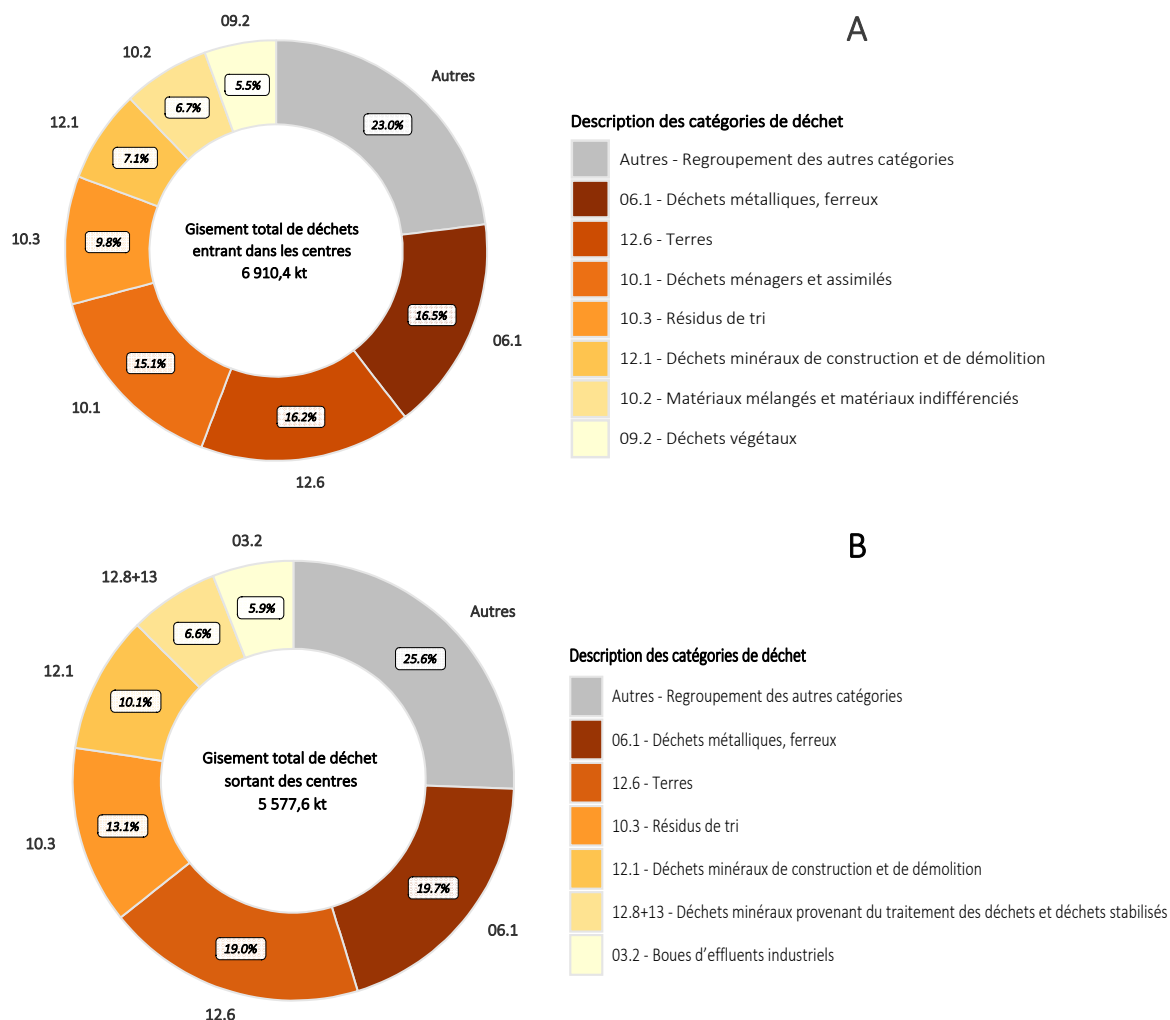 A
09.2
10.2
Autres
5.5%
6.7%
23.0%
12.1
7.1%
Description des catégories de déchet
Autres - Regroupement des autres catégories
06.1 - Déchets métalliques, ferreux
12.6 - Terres
10.1 - Déchets ménagers et assimilés
10.3 - Résidus de tri
12.1 - Déchets minéraux de construction et de démolition
10.2 - Matériaux mélangés et matériaux indifférenciés
09.2 - Déchets végétaux
10.3
9.8%
Gisement total de déchets
entrant dans les centres
6 910,4 kt
16.5%
06.1
15.1%
10.1
16.2%
12.6
B
03.2
12.8+13
Autres
5.9%
6.6%
25.6%
12.1
10.1%
Description des catégories de déchet
Autres - Regroupement des autres catégories
06.1 - Déchets métalliques, ferreux
12.6 - Terres
10.3 - Résidus de tri
12.1 - Déchets minéraux de construction et de démolition
12.8+13 - Déchets minéraux provenant du traitement des déchets et déchets stabilisés
03.2 - Boues d'effluents industriels
Gisement total de déchet
sortant des centres
5 577,6 kt
10.3
13.1%
19.7%
06.1
19.0%
12.6